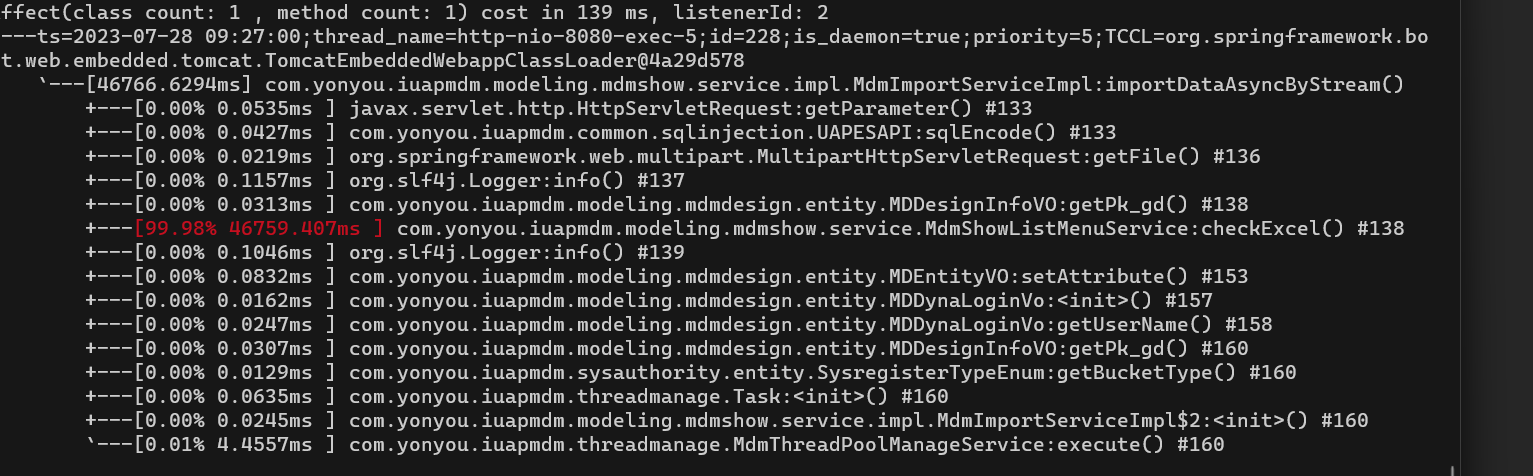 ffect(class count: 1 , method count: 1) cost in 139 ms, listenerId: 2
---ts=2023-07-28 09:27:00;thread_name=http-nio-8080-exec-5;id=228;is_daemon=true;priority=5;TCCL=org.springframework.bo
t.web.embedded.tomcat.TomcatEmbeddedWebappClassLoader@4a29d578
`---[46766.6294ms] com.yonyou.iuapmdm.modeling.mdmshow.service.impl.MdmImportServiceImpl:importDataAsyncByStream()
+---[0.00% 0.0535ms ] javax.servlet.http.HttpServletRequest:getParameter() #133
+---[0.00% 0.0427ms ] com.yonyou.iuapmdm.common.sqlinjection.UAPESAPI:sqlEncode() #133
+---[0.00% 0.0219ms ] org.springframework.web.multipart.MultipartHttpServletRequest:getFile() #136
+---[0.00% 0.1157ms ] org.slf4j.Logger:info() #137
+---[0.00% 0.0313ms ] com.yonyou.iuapmdm.modeling.mdmdesign.entity.MDDesignInfoVO:getPk_gd() #138
+---[99.98% 46759.407ms ] com.yonyou.iuapmdm.modeling.mdmshow.service.MdmShowListMenuService:checkExcel() #138
+---[0.00% 0.1046ms ] org.slf4j.Logger:info() #139
+---[0.00% 0.0832ms ] com.yonyou.iuapmdm.modeling.mdmdesign.entity.MDEntityVO:setAttribute() #153
+---[0.00% 0.0162ms ] com.yonyou.iuapmdm.modeling.mdmdesign.entity.MDDynaLoginVo:<init>() #157
+---[0.00% 0.0247ms ] com.yonyou.iuapmdm.modeling.mdmdesign.entity.MDDynaLoginVo:getUserName() #158
+---[0.00% 0.0307ms ] com.yonyou.iuapmdm.modeling.mdmdesign.entity.MDDesignInfoVO:getPk_gd() #160
+---[0.00% 0.0129ms ] com.yonyou.iuapmdm.sysauthority.entity.SysregisterTypeEnum:getBucketType() #160
+---[0.00% 0.0635ms ] com.yonyou.iuapmdm.threadmanage.Task:<init>() #160
+---[0.00% 0.0245ms ] com.yonyou.iuapmdm.modeling.mdmshow.service.impl.MdmImportServiceImpl$2:<init>() #160
`---[0.01% 4.4557ms ] com.yonyou.iuapmdm.threadmanage.MdmThreadPoolManageService:execute() #160